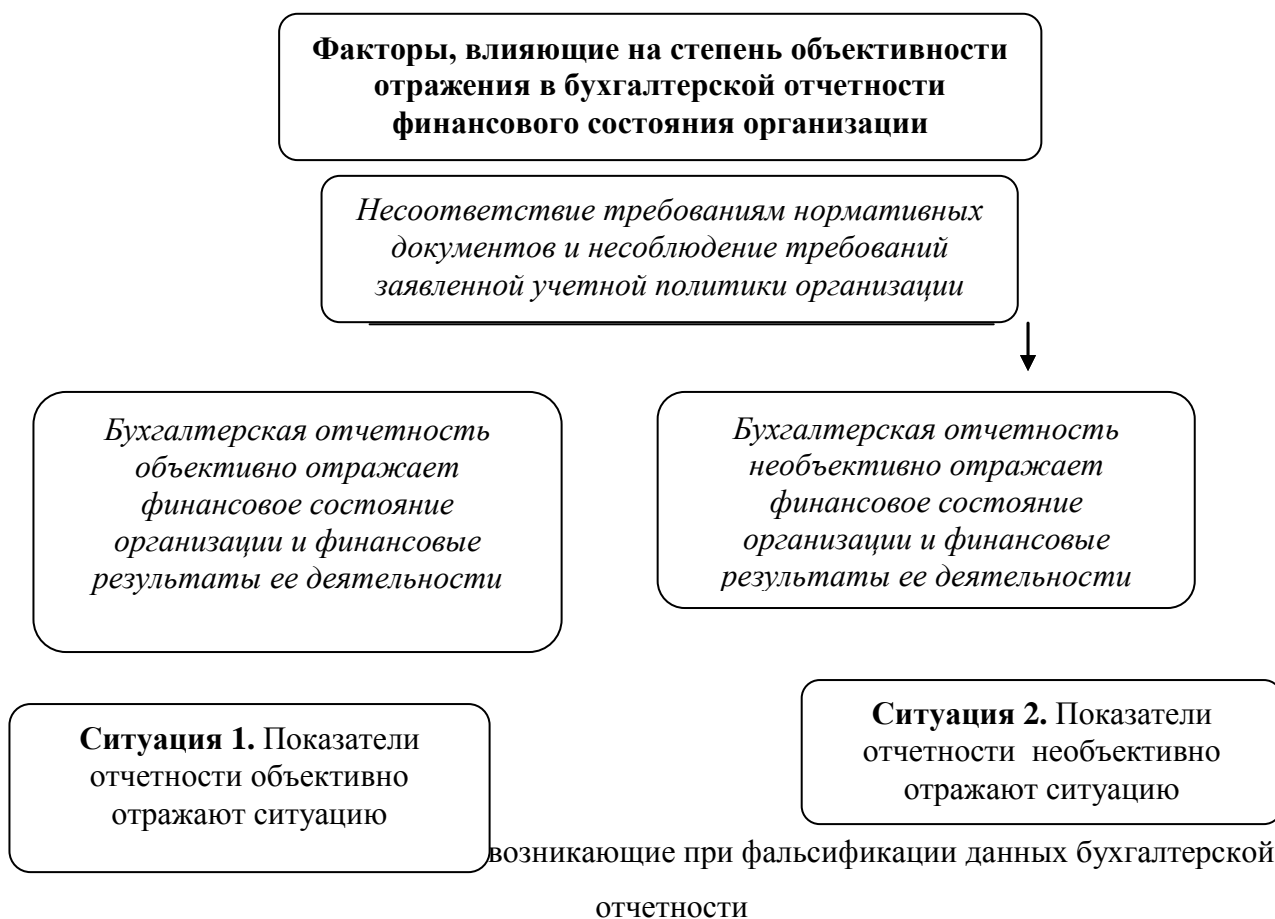 Факторы, влияющие на степень объективности
отражения в бухгалтерской отчетности
финансового состояния организации
Несоответствие требованиям нормативных
документов и несоблюдение требований
заявленной учетной политики организации
Бухгалтерская отчетность
объективно отражает
финансовое состояние
организации и финансовые
результаты ее деятельности
Бухгалтерская отчетность
необъективно отражает
финансовое состояние
организации и финансовые
результаты ее деятельности
Ситуация 1. Показатели
отчетности объективно
отражают ситуацию
Ситуация 2. Показатели
отчетности необъективно
отражают ситуацию
возникающие при фальсификации данных бухгалтерской
отчетности